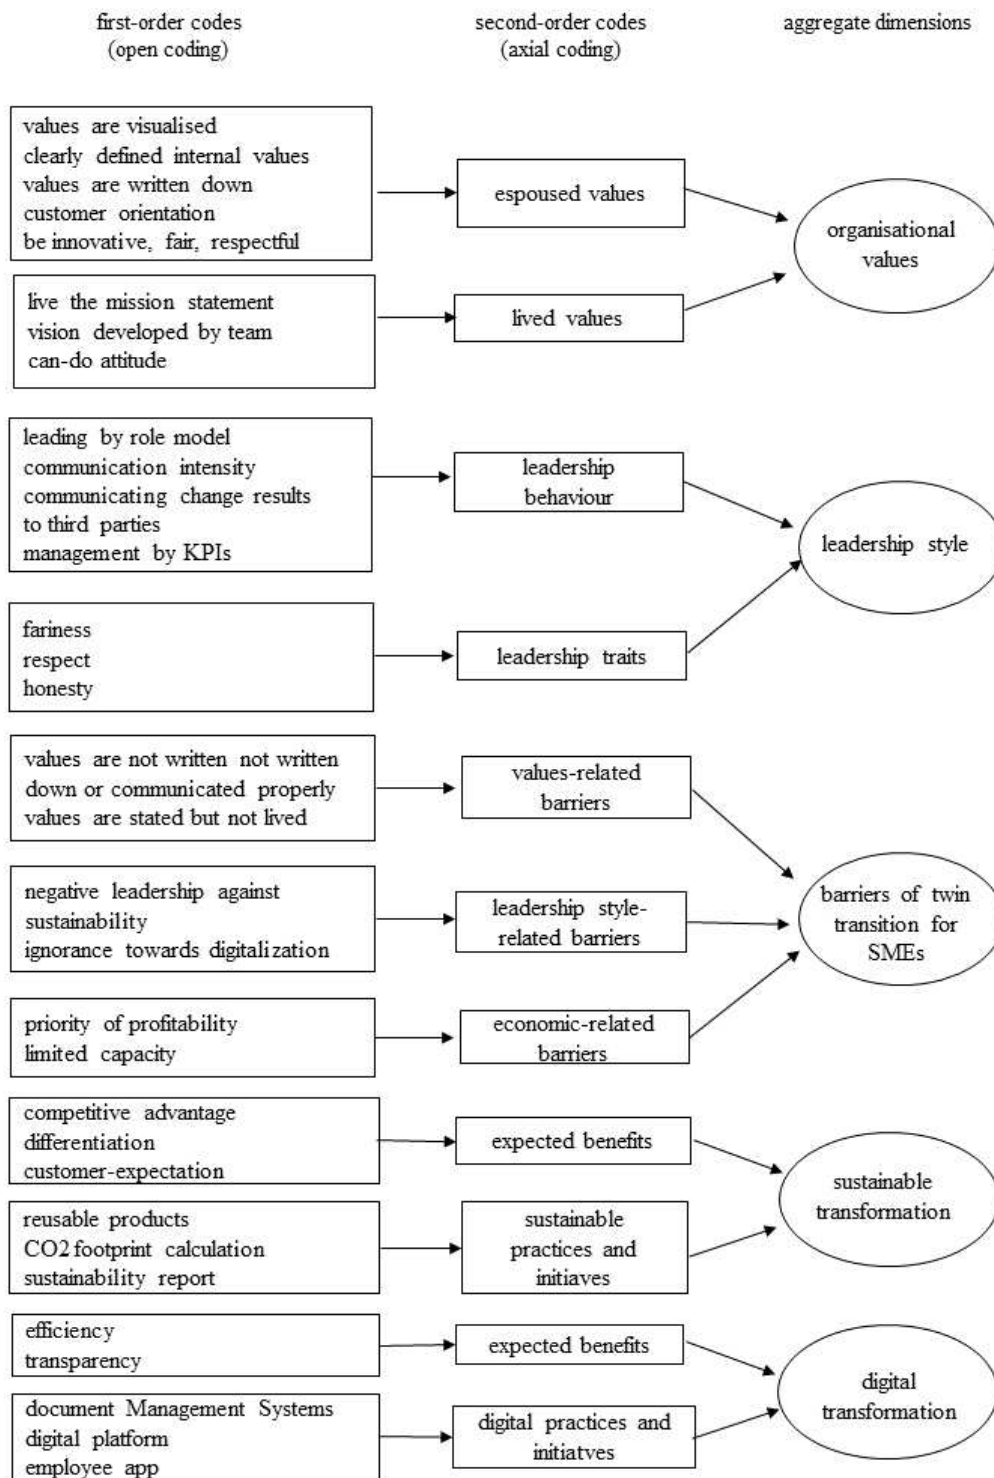 first-order codes
(open coding)
second-order codes
(axial coding)
aggregate dimensions
values are visualised
clearly defined internal values
values are written down
customer orientation
be innovative, fair, respectful
espoused values
organisational
values
live the mission statement
vision developed by team
can-do attitude
lived values
leading by role model
communication intensity
communicating change results
to third parties
management by KPIs
leadership
behaviour
leadership style
fariness
respect
honesty
leadership traits
values are not written not written
down or communicated properly
values are stated but not lived
values-related
barriers
negative leadership against
sustainability
ignorance towards digitalization
leadership style-
related barriers
barriers of twin
transition for
SMEs
priority of profitability
limited capacity
economic-related
barriers
competitive advantage
differentiation
customer-expectation
expected benefits
sustainable
transformation
reusable products
CO2 footprint calculation
sustainability report
sustainable
practices and
initiaves
efficiency
transparency
expected benefits
digital
transformation
document Management Systems
digital platform
employee app
digital practices and
initiatves